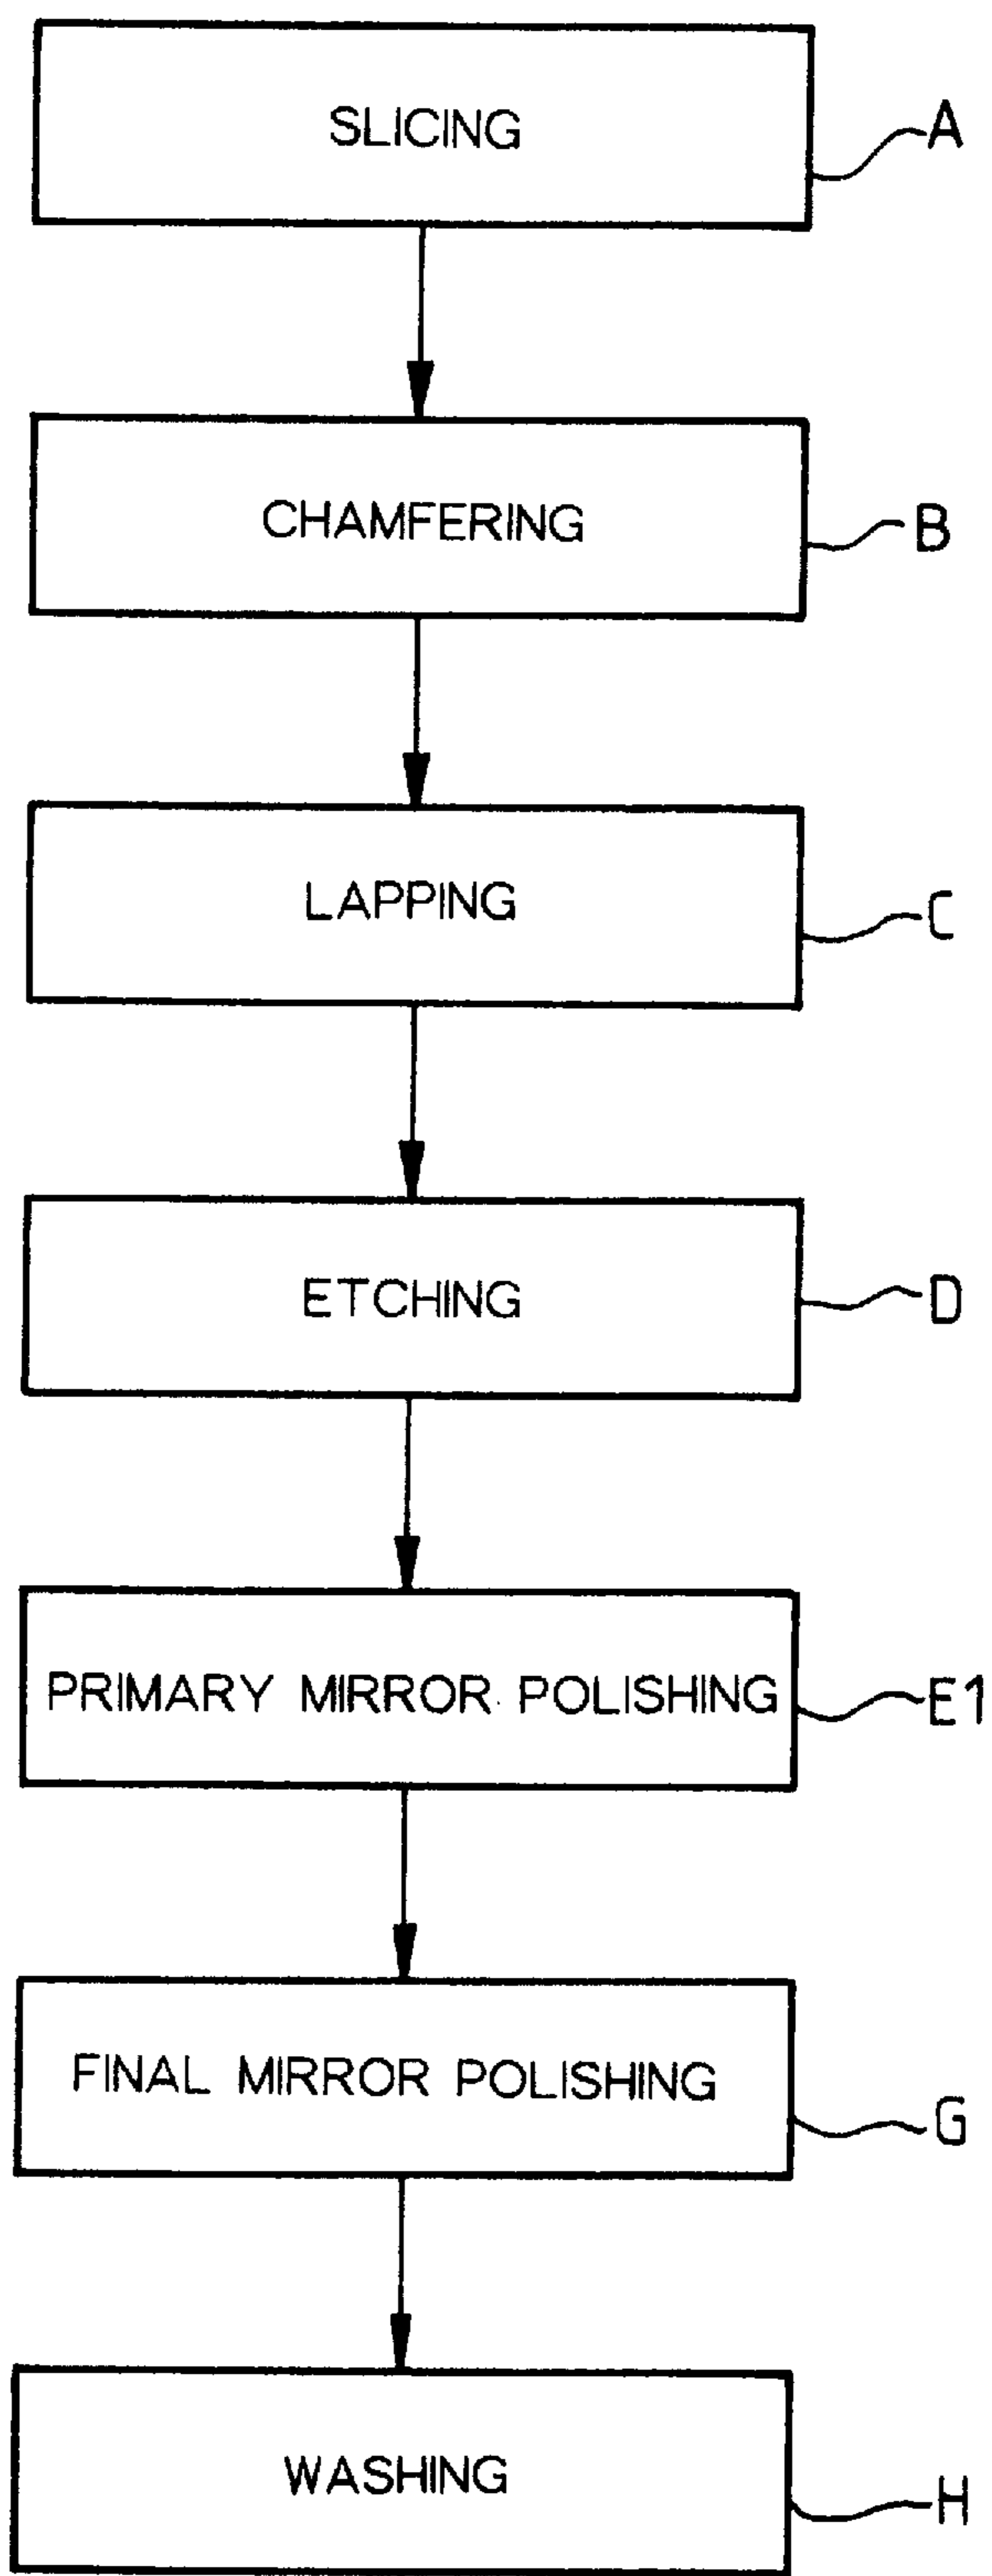 SLICING
A
CHAMFERING
B
LAPPING
C
ETCHING
D
PRIMARY MIRROR POLISHING
E1
FINAL MIRROR POLISHING
G
WASHING
H